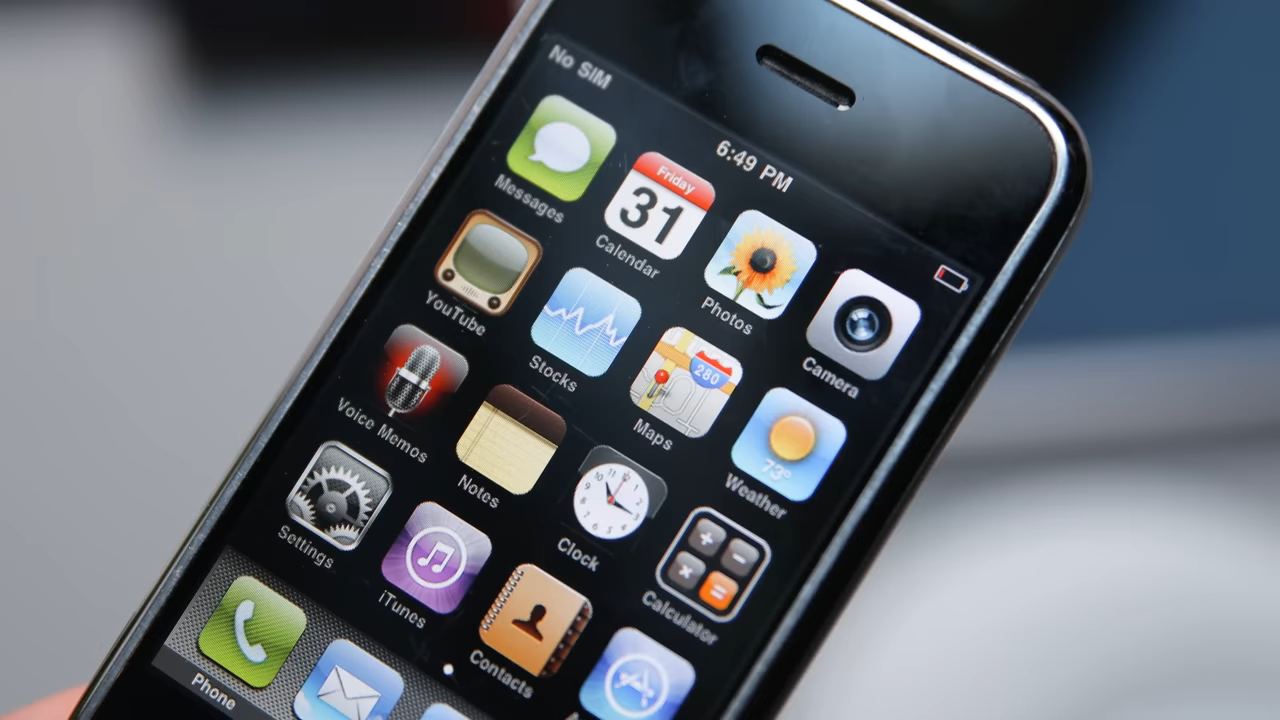 No SIM
6:49 PM
Messages
Friday
31
Calendar
Photos
Camera
YouTube
Stocks
280
Maps
73°
Weather
Voice Memos
Notes
Clock
Calculator
Settings
iTunes
Contacts
Phone